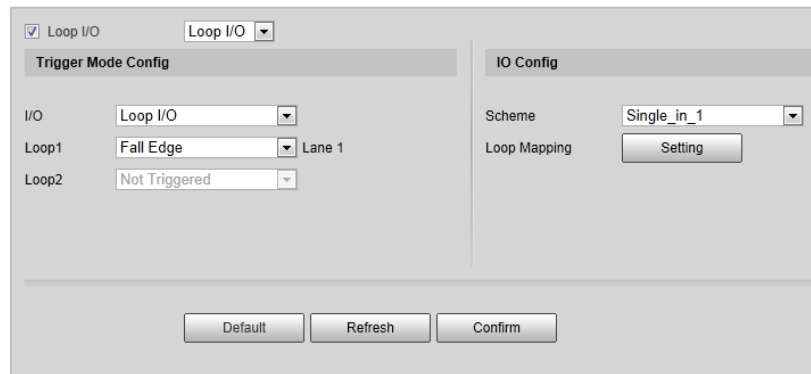 Loop I/O Loop I/O
Trigger Mode Config
I/O Loop I/O
Loop1 Fall Edge Lane 1
Loop2 Not Triggered
IO Config
Scheme Single_in_1
Loop Mapping Setting
Default Refresh Confirm